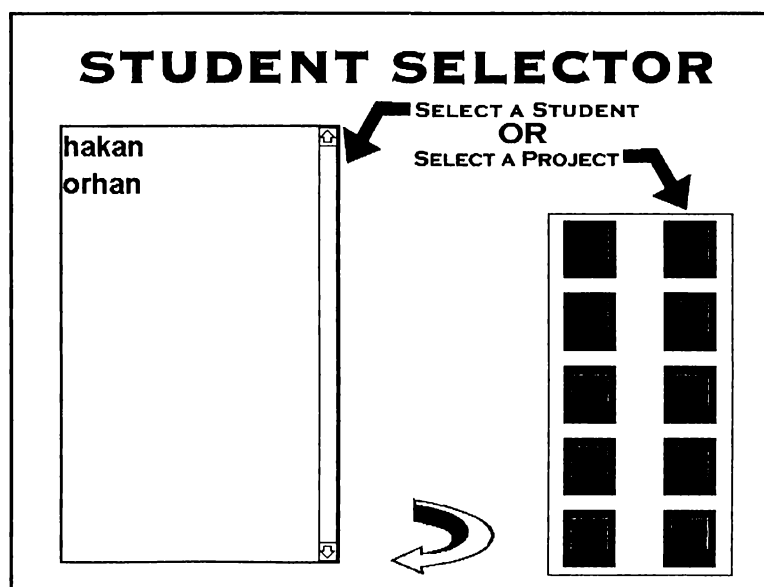 STUDENT SELECTOR
SELECT A STUDENT
OR
SELECT A PROJECT
hakan
orhan